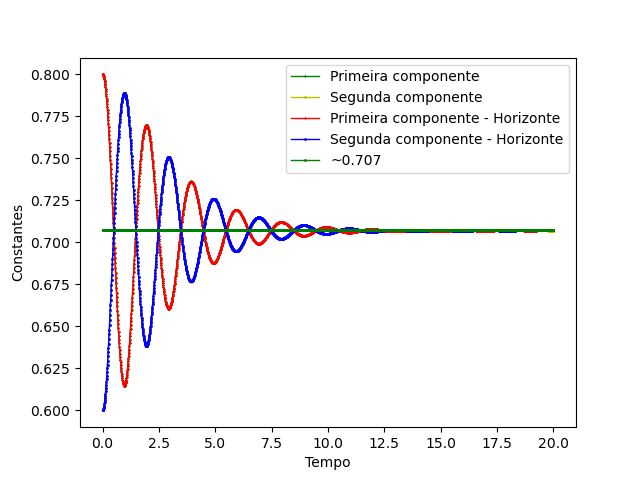 Primeira componente
Segunda componente
Primeira componente - Horizonte
Segunda componente - Horizonte
~0.707
Constantes
0.800
0.775
0.750
0.725
0.700
0.675
0.650
0.625
0.600
0.0 2.5 5.0 7.5 10.0 12.5 15.0 17.5 20.0
Tempo